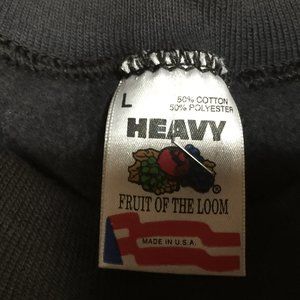 L
50% COTTON
50% POLYESTER
HEAVY
®
FRUIT OF THE LOOM
MADE IN U.S.A.